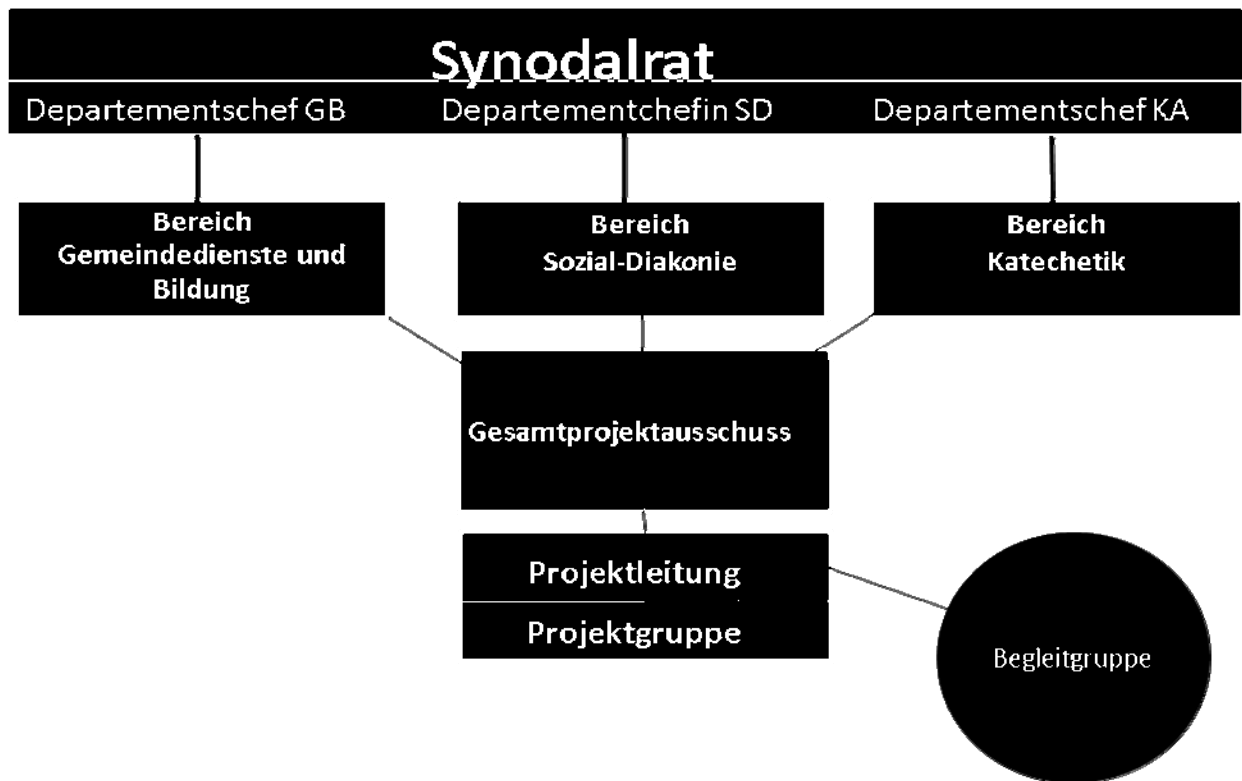 Synodalrat
Departementschef GB
Departementchefin SD
Departementschef KA
Bereich
Gemeindedienste und
Bildung
Bereich
Sozial-Diakonie
Bereich
Katechetik
Gesamtprojektausschuss
Projektleitung
Projektgruppe
Begleitgruppe